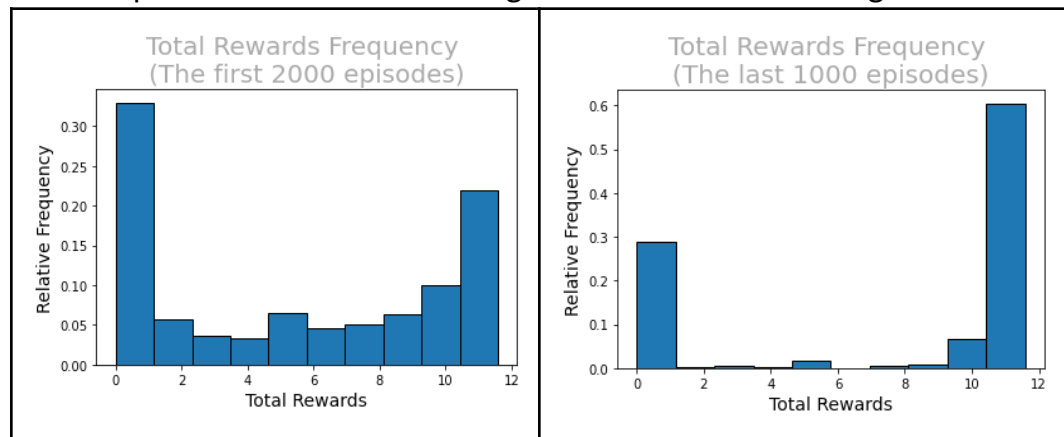 Total Rewards Frequency
(The first 2000 episodes)
0.30
0.25
0.20
0.15
0.10
0.05
0.00
Relative Frequency
0 2 4 6 8 10 12
Total Rewards
Total Rewards Frequency
(The last 1000 episodes)
0.6
0.5
0.4
0.3
0.2
0.1
0.0
Relative Frequency
0 2 4 6 8 10 12
Total Rewards